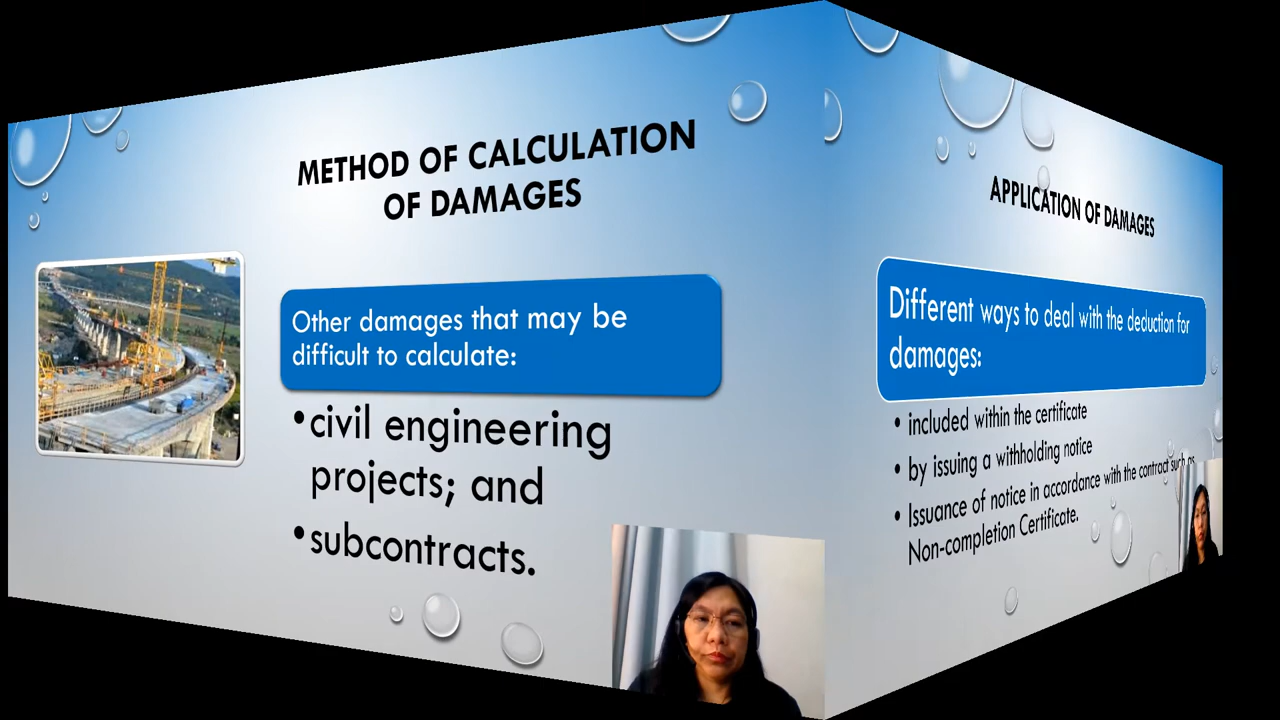 METHOD OF CALCULATION
OF DAMAGES
Other damages that may be
difficult to calculate:
•civil engineering
projects; and
•subcontracts.
APPLICATION OF DAMAGES
Different ways to deal with the deduction for
damages:
• included within the certificate
• by issuing a withholding notice
• Issuance of notice in accordance with the contract such as
Non-completion Certificate.